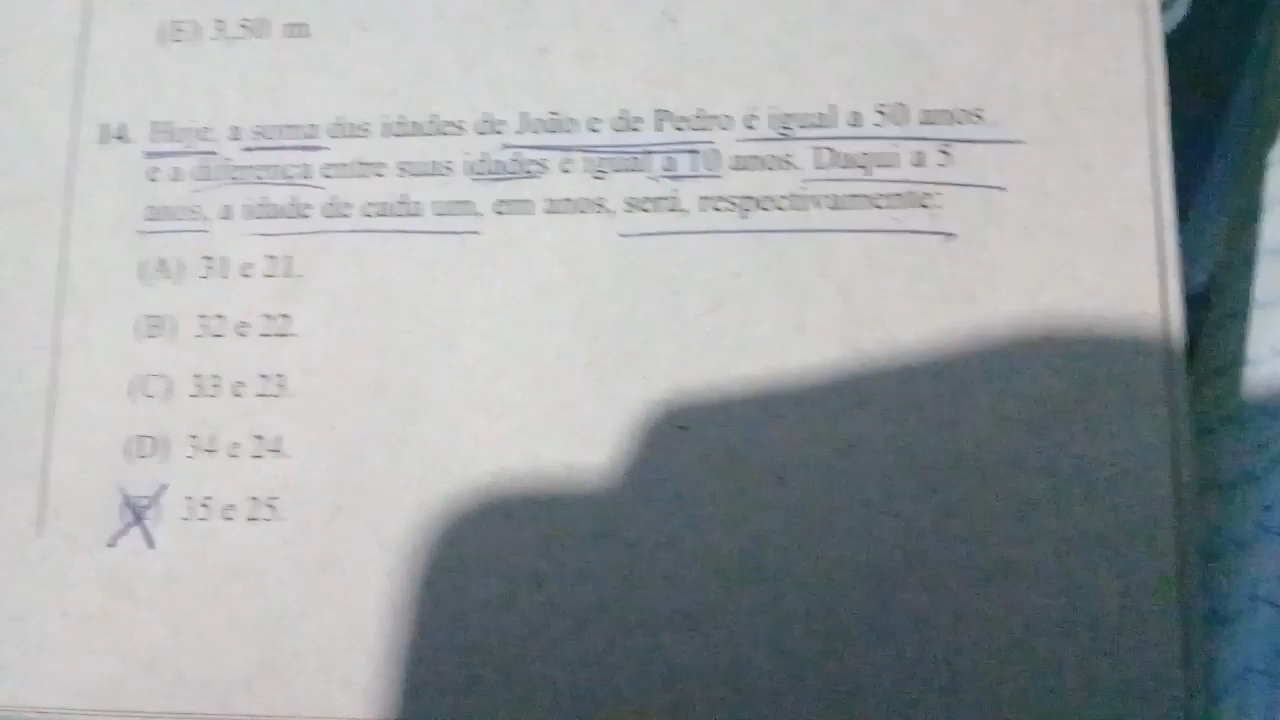 (E) 3,50 m
14. Hoje, a soma das idades de João e de Pedro é igual a 50 anos,
e a diferença entre suas idades é igual a 10 anos. Daqui a 5
anos, a idade de cada um, em anos, será, respectivamente:
(A) 31 e 21.
(B) 32 e 22.
(C) 33 e 23.
(D) 34 e 24.
(E) 35 e 25.